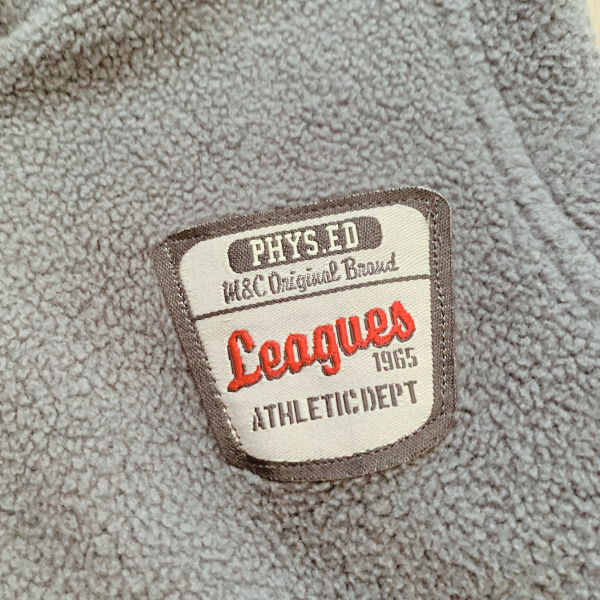 PHYS.ED
M&C Original Brand
Leagues
1965
ATHLETIC DEPT